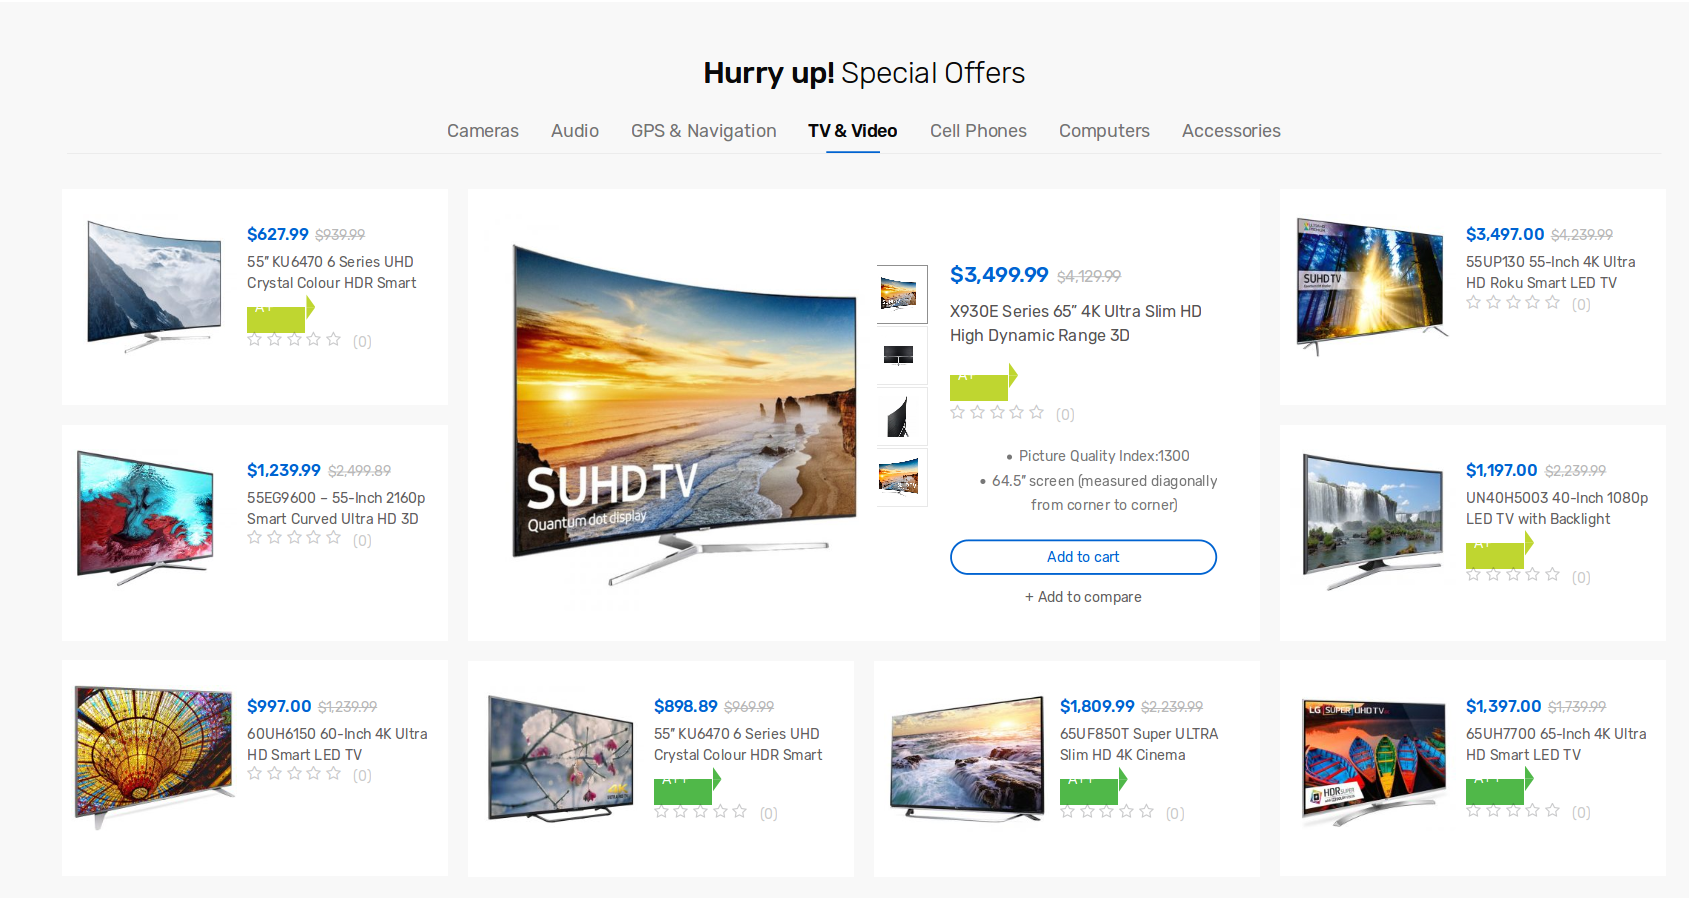 Hurry up! Special Offers
Cameras Audio GPS & Navigation TV & Video Cell Phones Computers Accessories
$627.99 $939.99
55” KU6470 6 Series UHD
Crystal Colour HDR Smart
(0)
$1,239.99 $2,499.89
55EG9600 – 55-Inch 2160p
Smart Curved Ultra HD 3D
(0)
SUHD TV
Quantum dot display
$3,499.99 $4,129.99
X930E Series 65” 4K Ultra Slim HD
High Dynamic Range 3D
(0)
• Picture Quality Index:1300
• 64.5” screen (measured diagonally
from corner to corner)
Add to cart
+ Add to compare
SUHD TV
$3,497.00 $4,239.99
55UP130 55-Inch 4K Ultra
HD Roku Smart LED TV
(0)
$1,197.00 $2,239.99
UN40H5003 40-Inch 1080p
LED TV with Backlight
(0)
$997.00 $1,239.99
60UH6150 60-Inch 4K Ultra
HD Smart LED TV
(0)
4K
$898.89 $969.99
55” KU6470 6 Series UHD
Crystal Colour HDR Smart
(0)
$1,809.99 $2,239.99
65UF850T Super ULTRA
Slim HD 4K Cinema
(0)
LG SUPER UHD TV
HDR SUPER
$1,397.00 $1,739.99
65UH7700 65-Inch 4K Ultra
HD Smart LED TV
(0)